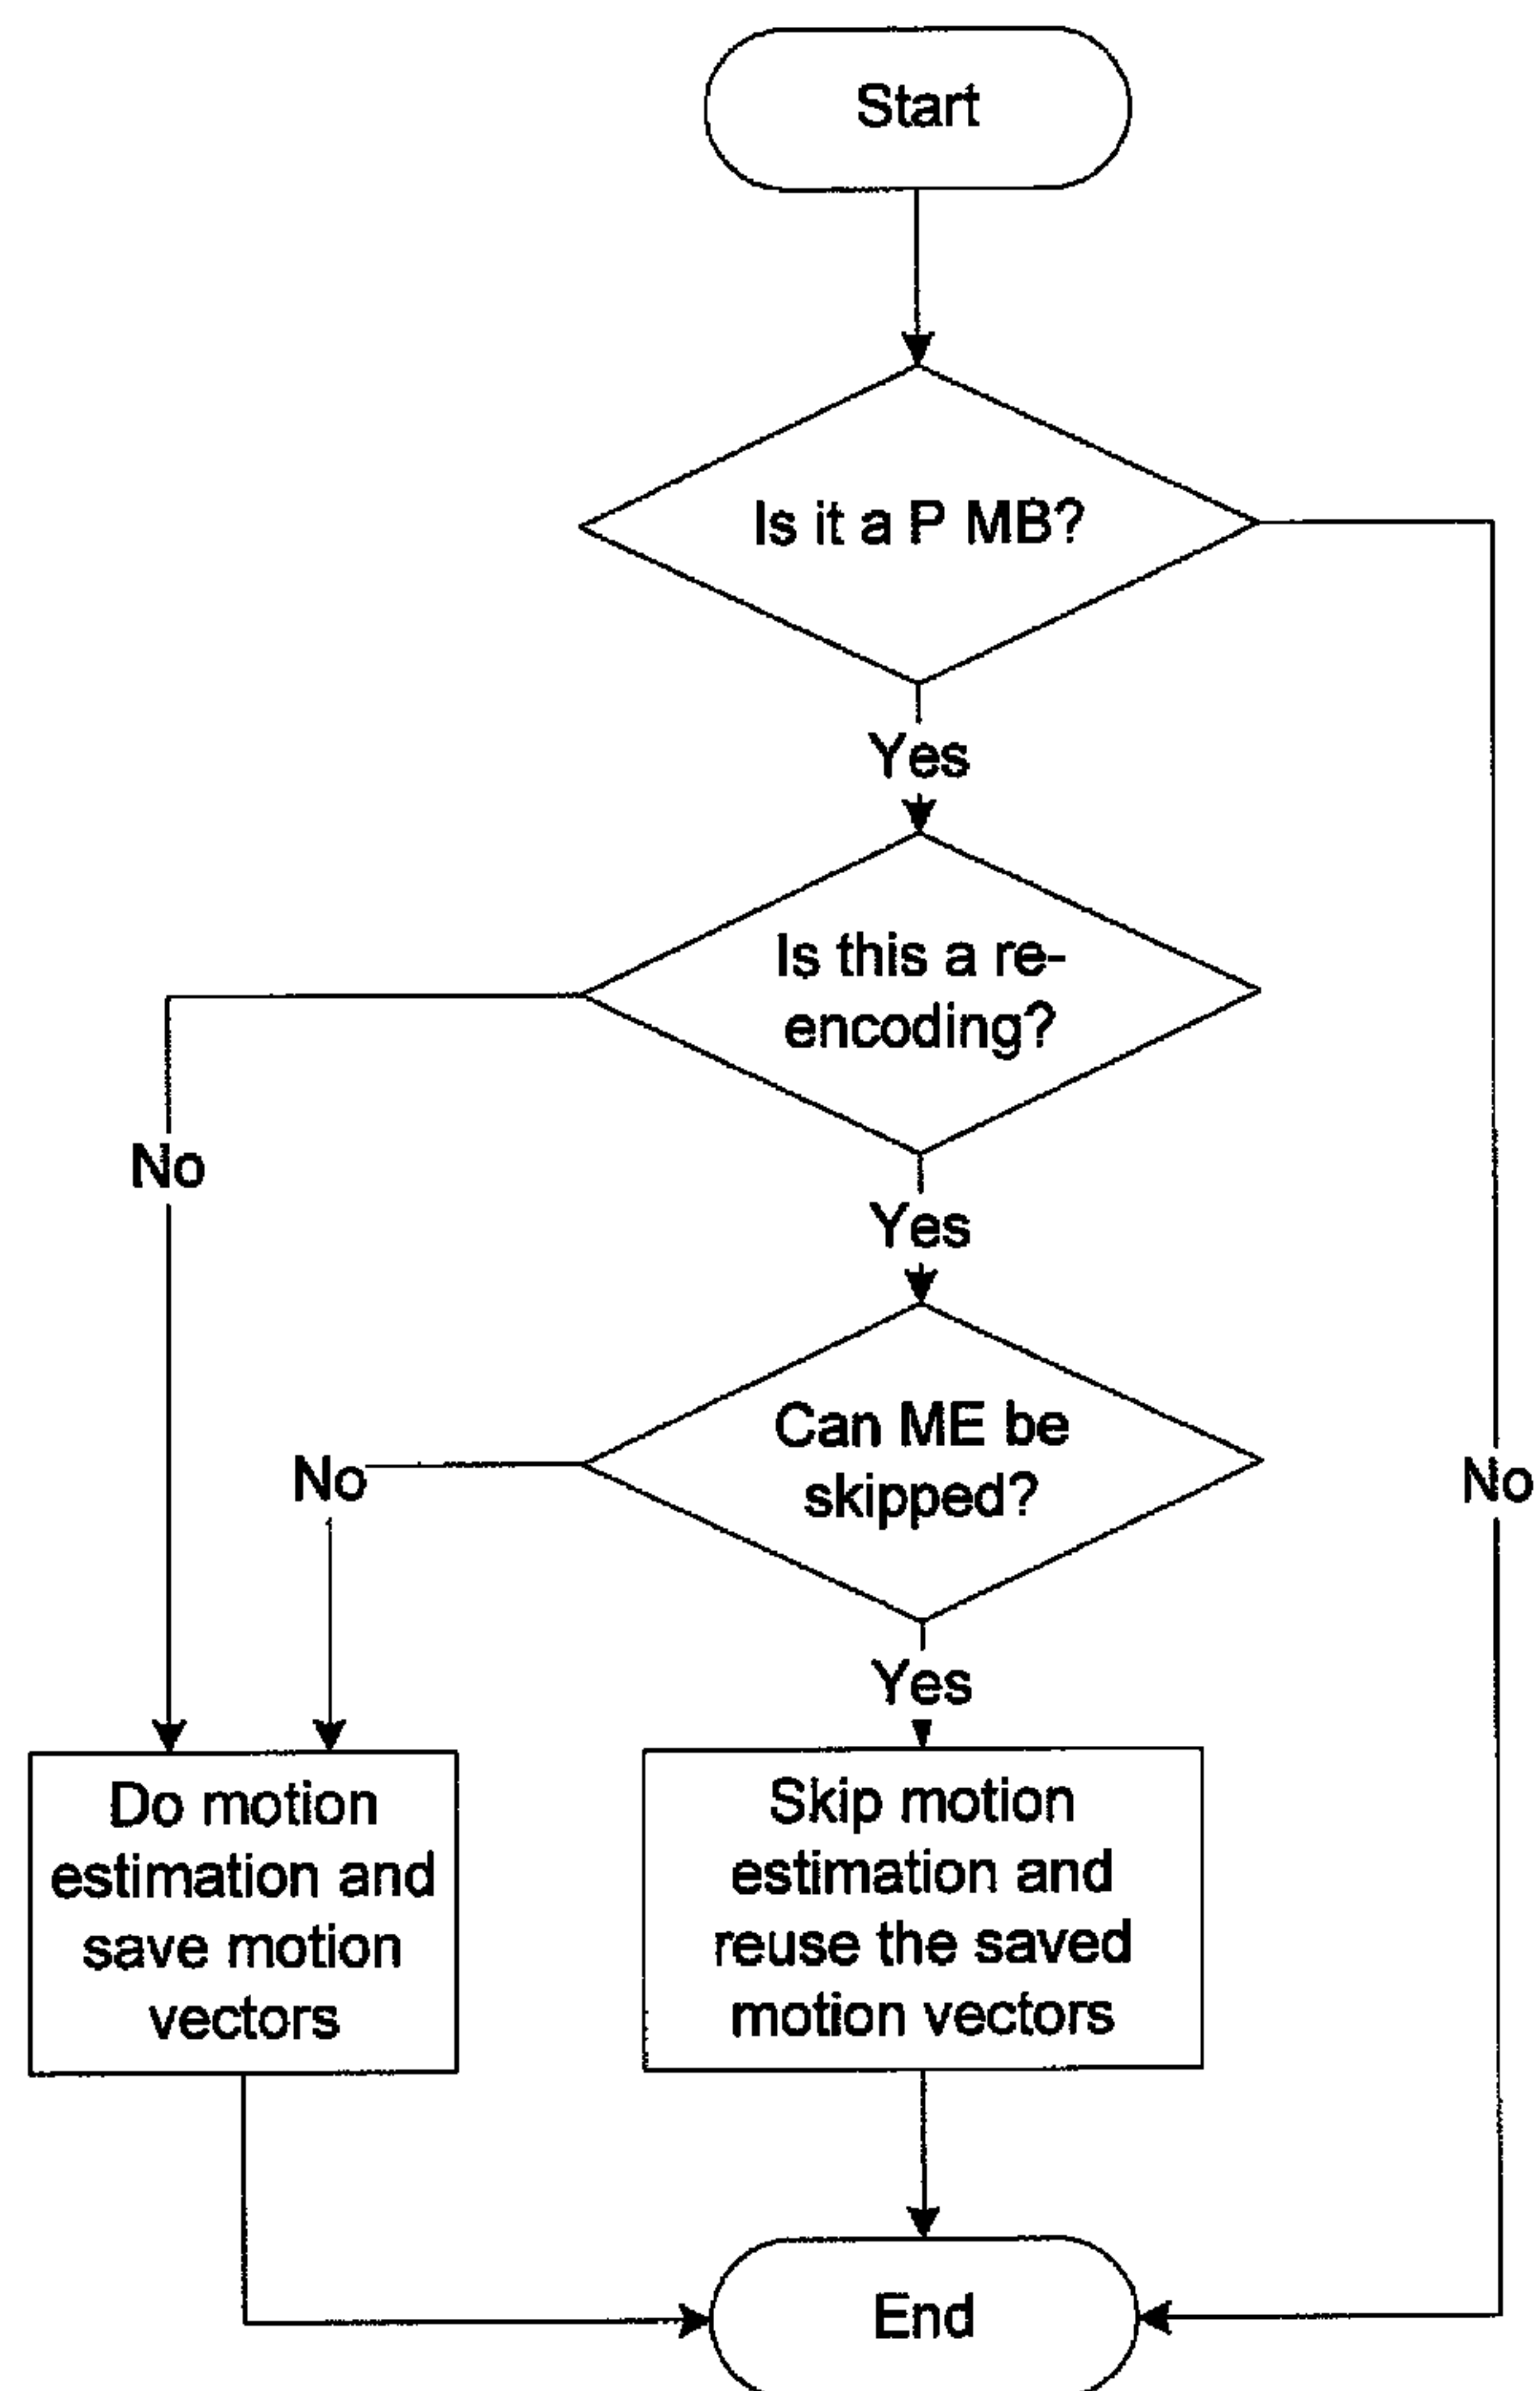 Start
Is it a P MB?
Yes
Is this a re-
encoding?
No
Yes
Can ME be
skipped?
No
No
Yes
Do motion
estimation and
save motion
vectors
Skip motion
estimation and
reuse the saved
motion vectors
End